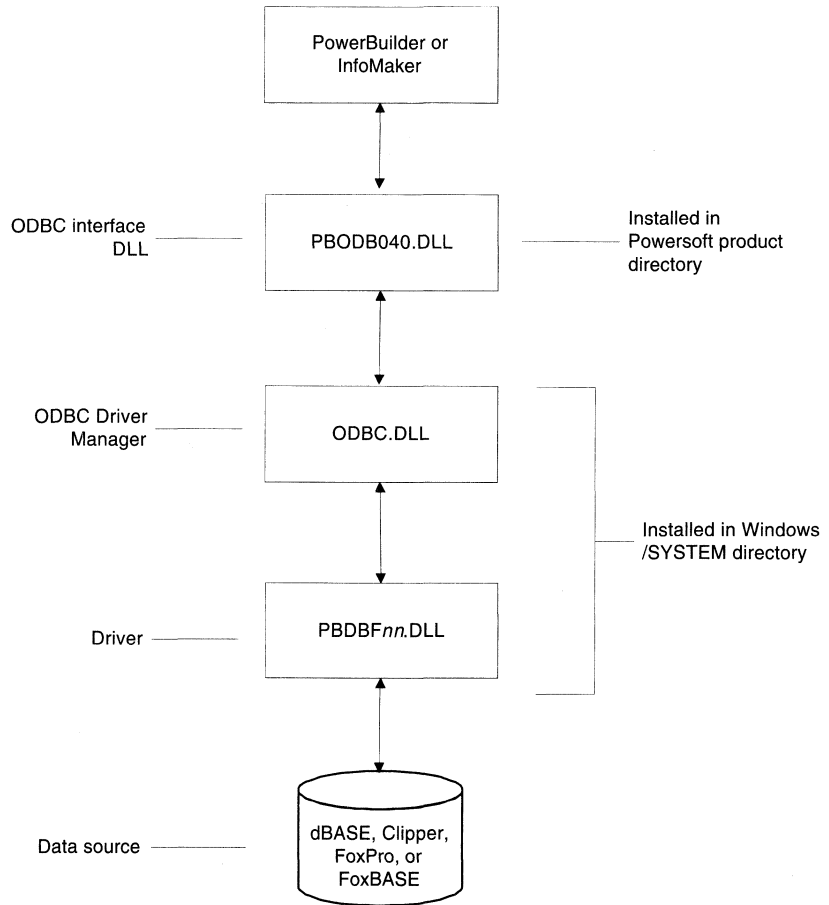 PowerBuilder or
InfoMaker
ODBC interface
DLL
PBODB040.DLL
Installed in
Powersoft product
directory
ODBC Driver
Manager
ODBC.DLL
Installed in Windows
/SYSTEM directory
Driver
PBDBFnn.DLL
Data source
dBASE, Clipper,
FoxPro, or
FoxBASE